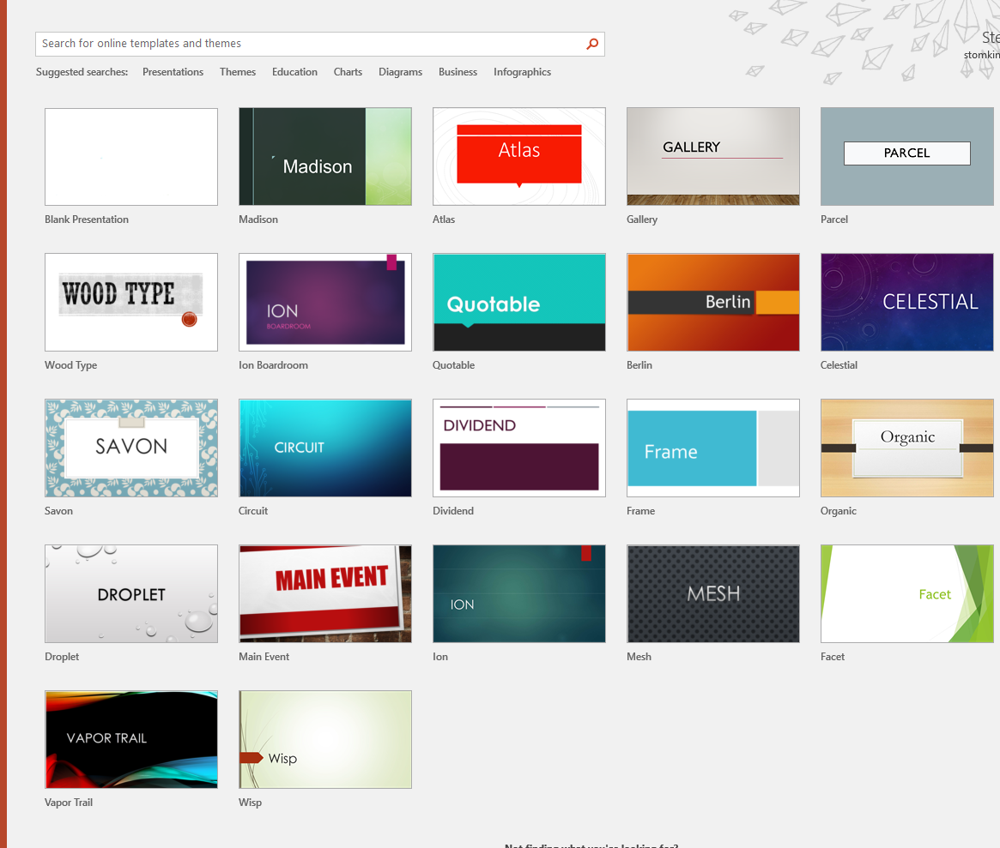 Search for online templates and themes
Suggested searches: Presentations Themes Education Charts Diagrams Business Infographics
Madison
Atlas
GALLERY
PARCEL
Blank Presentation
Madison
Atlas
Gallery
Parcel
WOOD TYPE
ION
BOARDROOM
Quotable
Berlin
CELESTIAL
Wood Type
Ion Boardroom
Quotable
Berlin
Celestial
SAVON
CIRCUIT
DIVIDEND
Frame
Organic
Savon
Circuit
Dividend
Frame
Organic
DROPLET
MAIN EVENT
ION
MESH
Facet
Droplet
Main Event
Ion
Mesh
Facet
VAPOR TRAIL
Wisp
Vapor Trail
Wisp
Not finding what you're looking for?